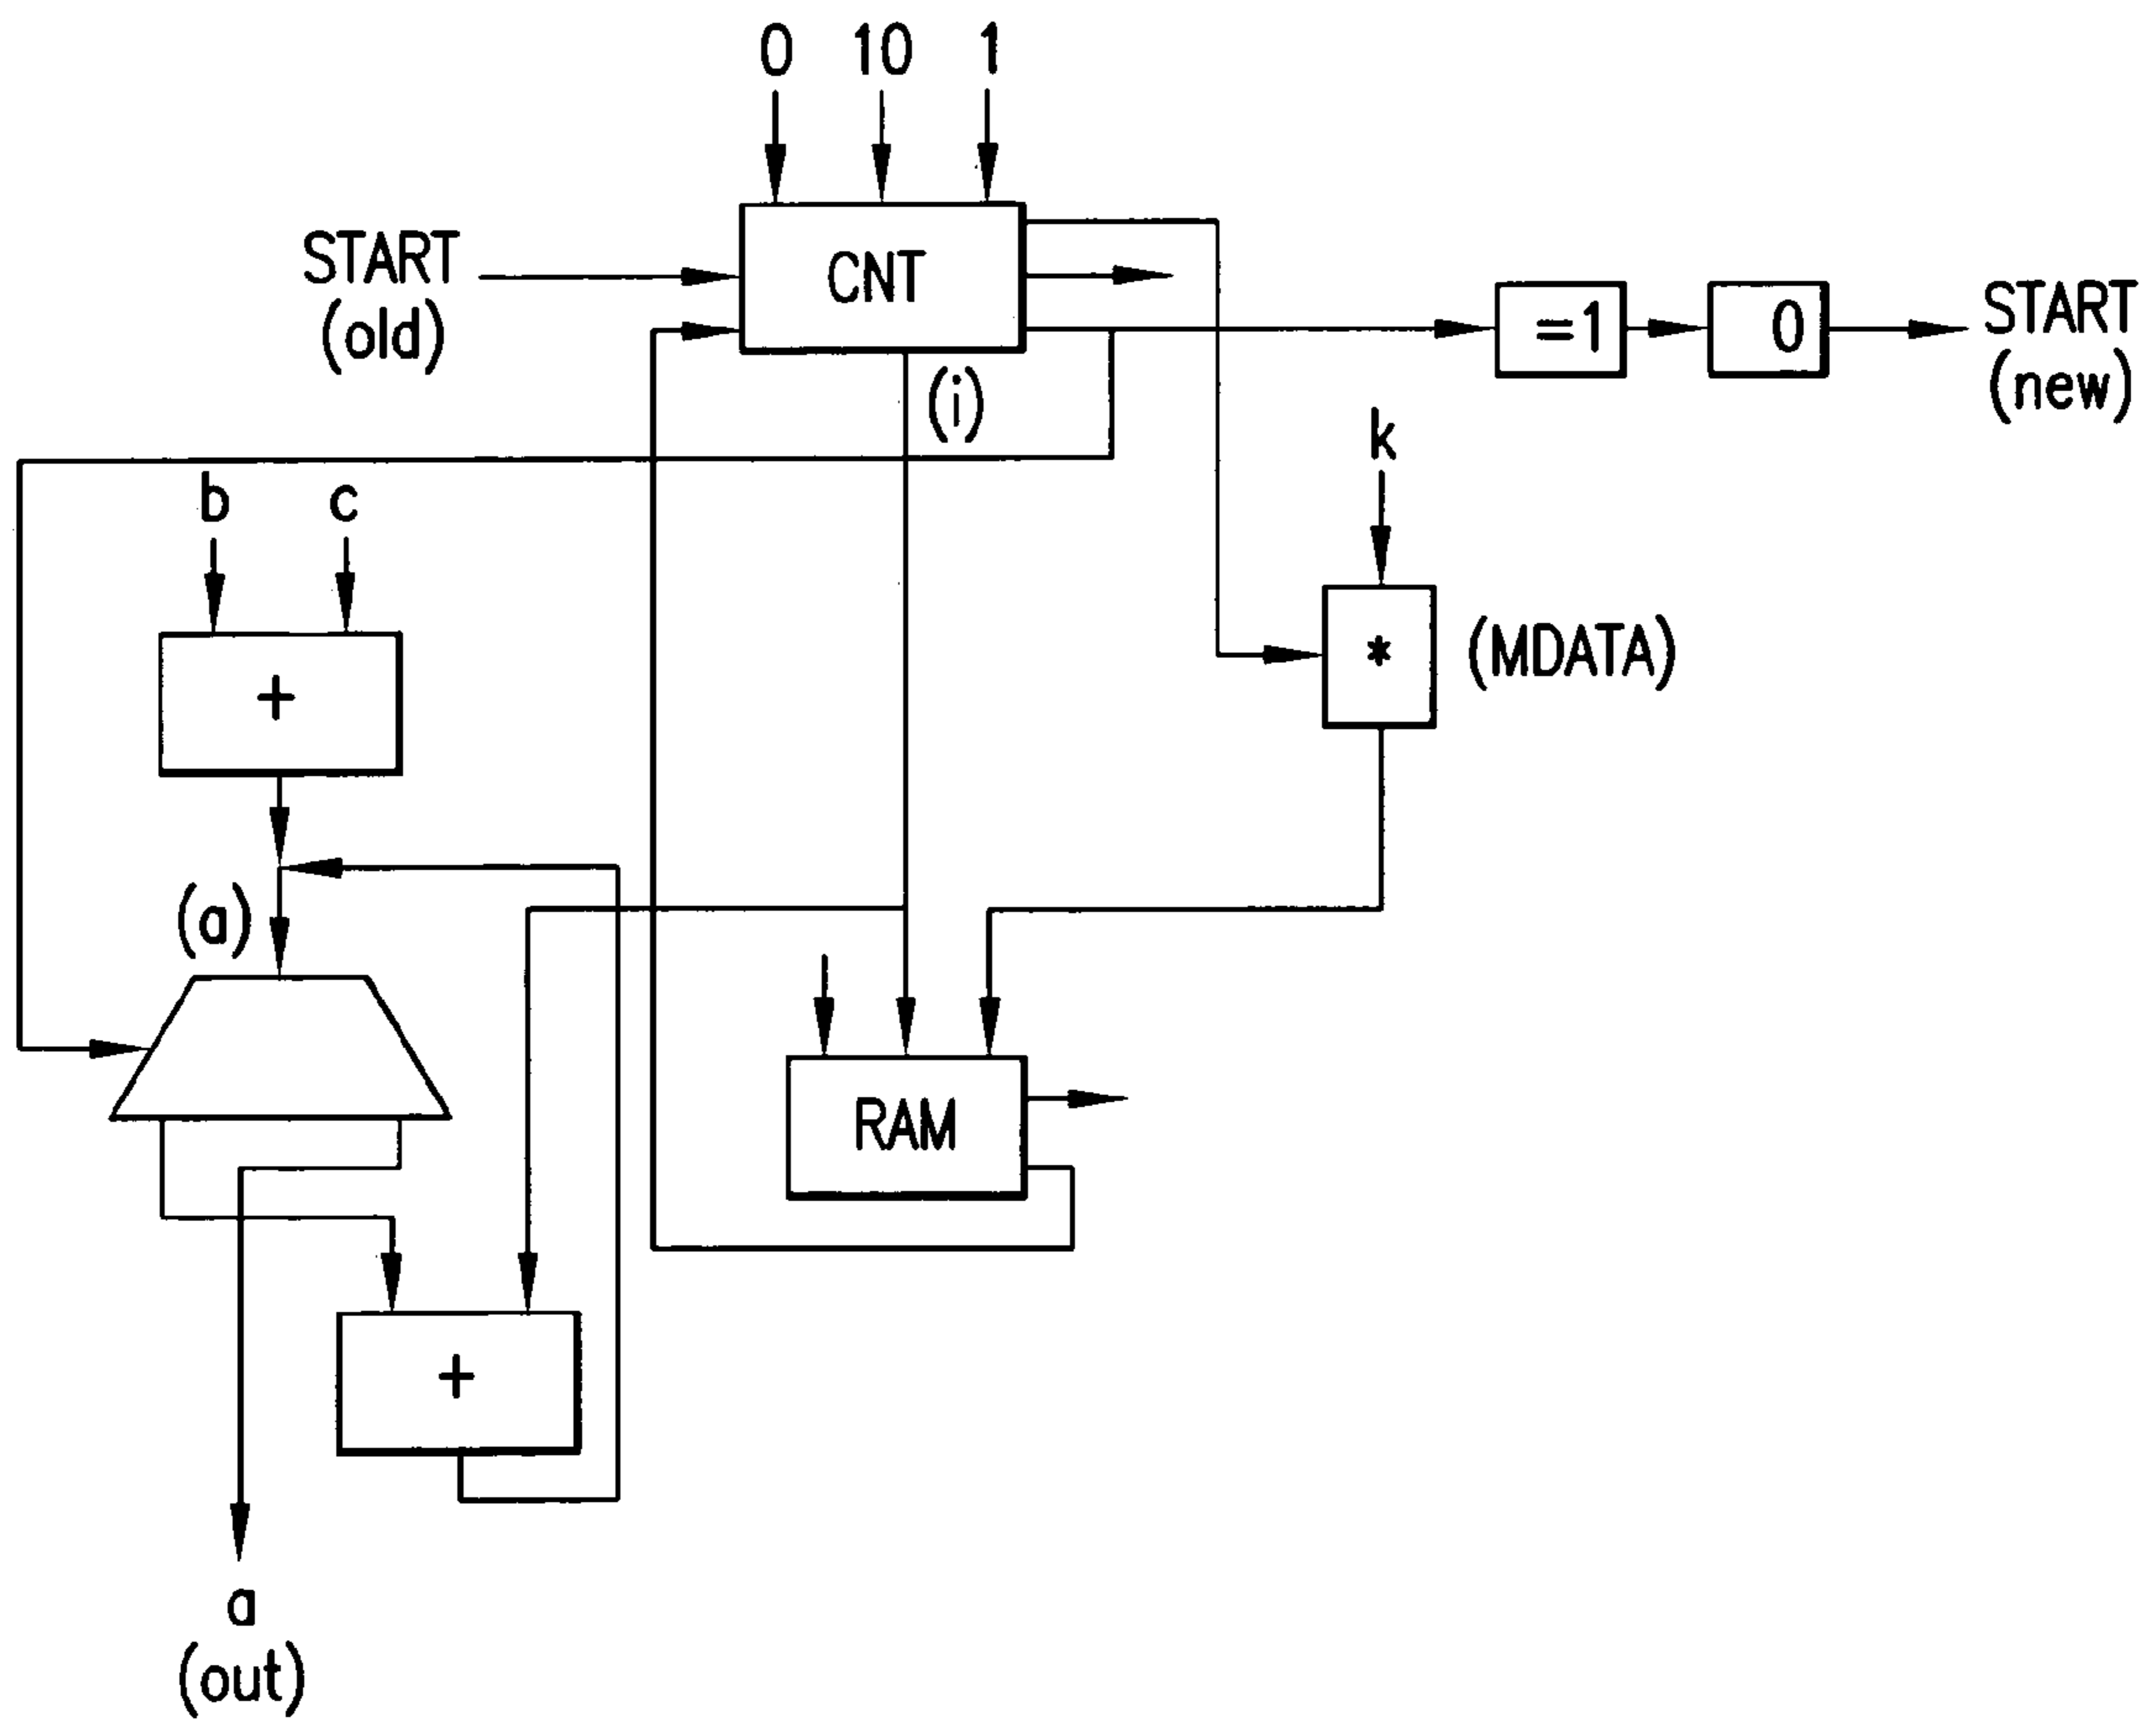 0 10 1
START
(old)
CNT
=1
0
START
(new)
(i)
k
b c
*
(MDATA)
+
(a)
RAM
+
a
(out)